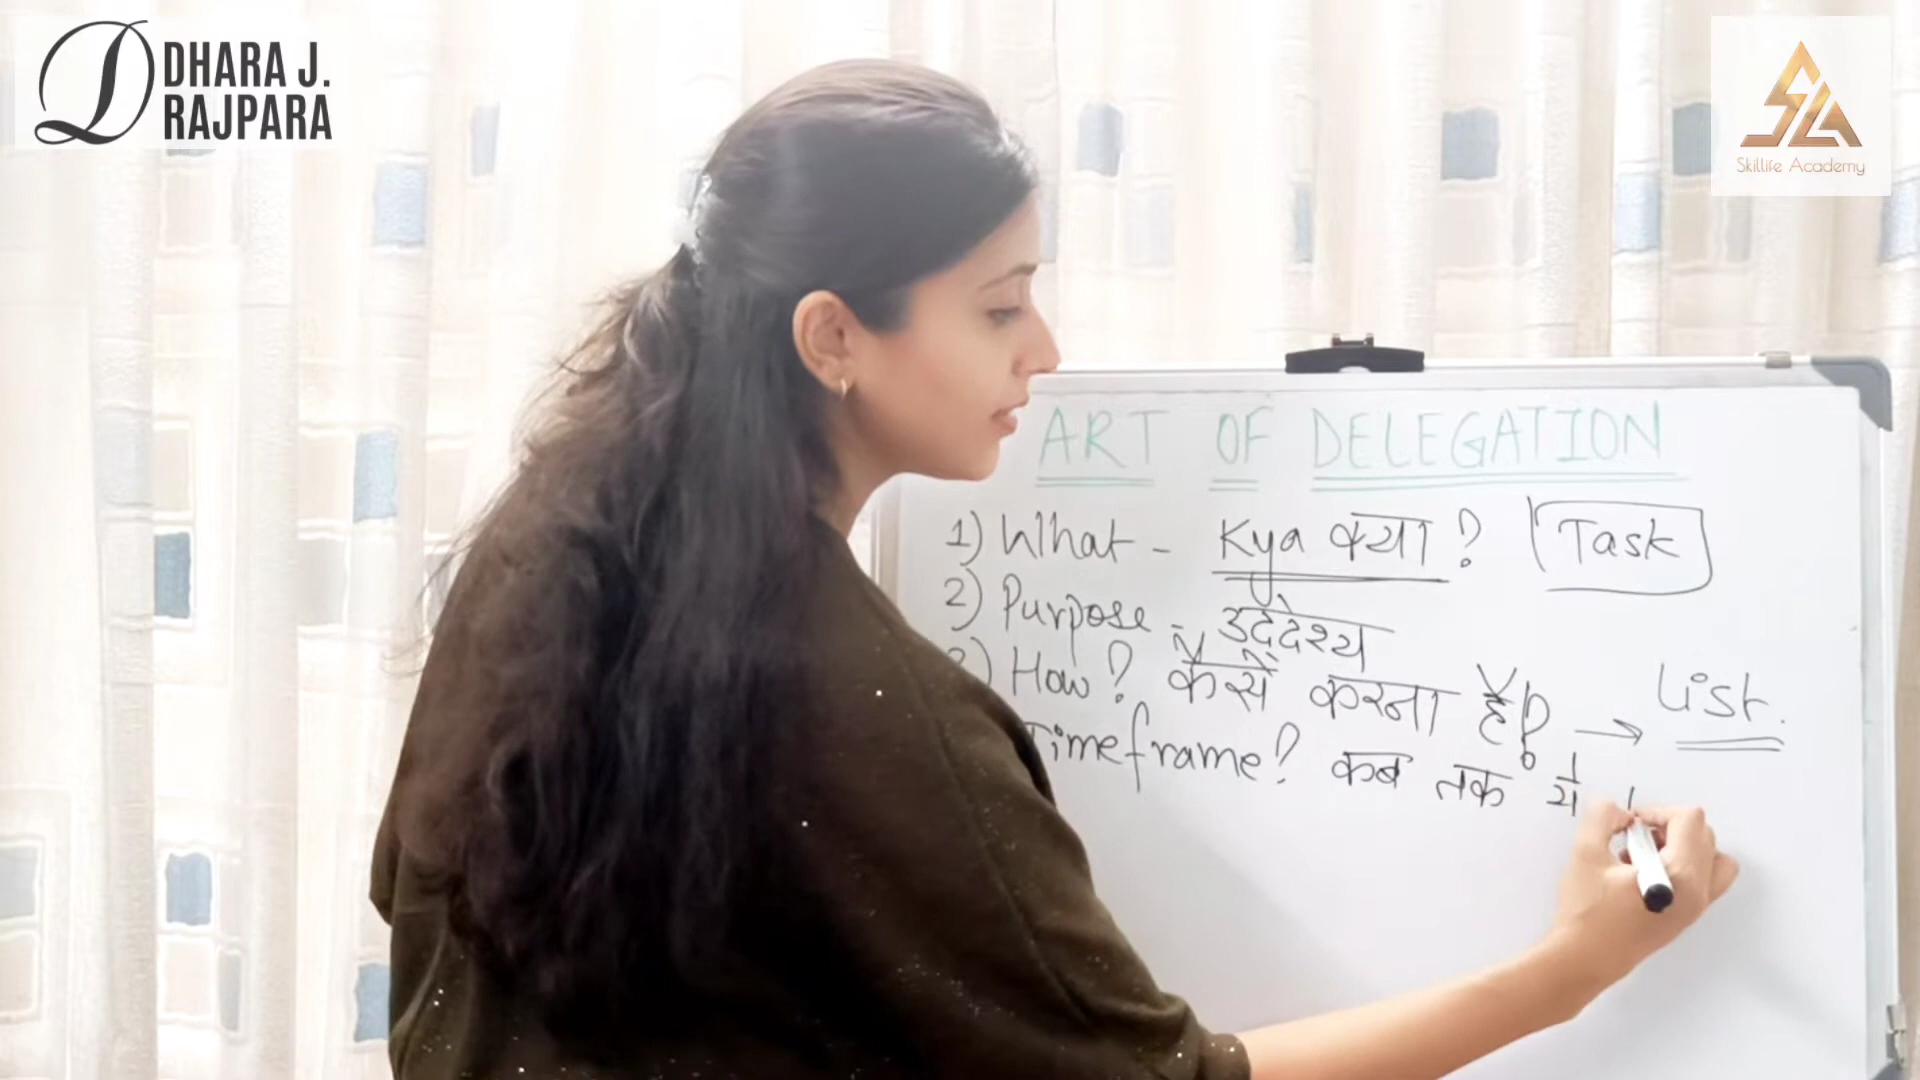 DHARA J.
RAJPARA
Skillife Academy
ART OF DELEGATION
1) What - Kya क्या? Task
2) Purpose - उद्देश्य
3) How? कैसे करना है? → List.
Timeframe? कब तक